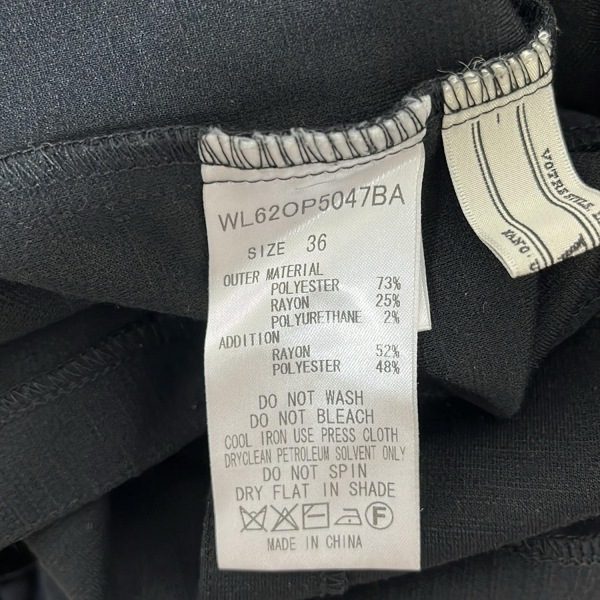 WL62OP5047BA
SIZE 36
OUTER MATERIAL
POLYESTER 73%
RAYON 25%
POLYURETHANE 2%
ADDITION
RAYON 52%
POLYESTER 48%
DO NOT WASH
DO NOT BLEACH
COOL IRON USE PRESS CLOTH
DRYCLEAN PETROLEUM SOLVENT ONLY
DO NOT SPIN
DRY FLAT IN SHADE
F
MADE IN CHINA
VOTRE STYLE